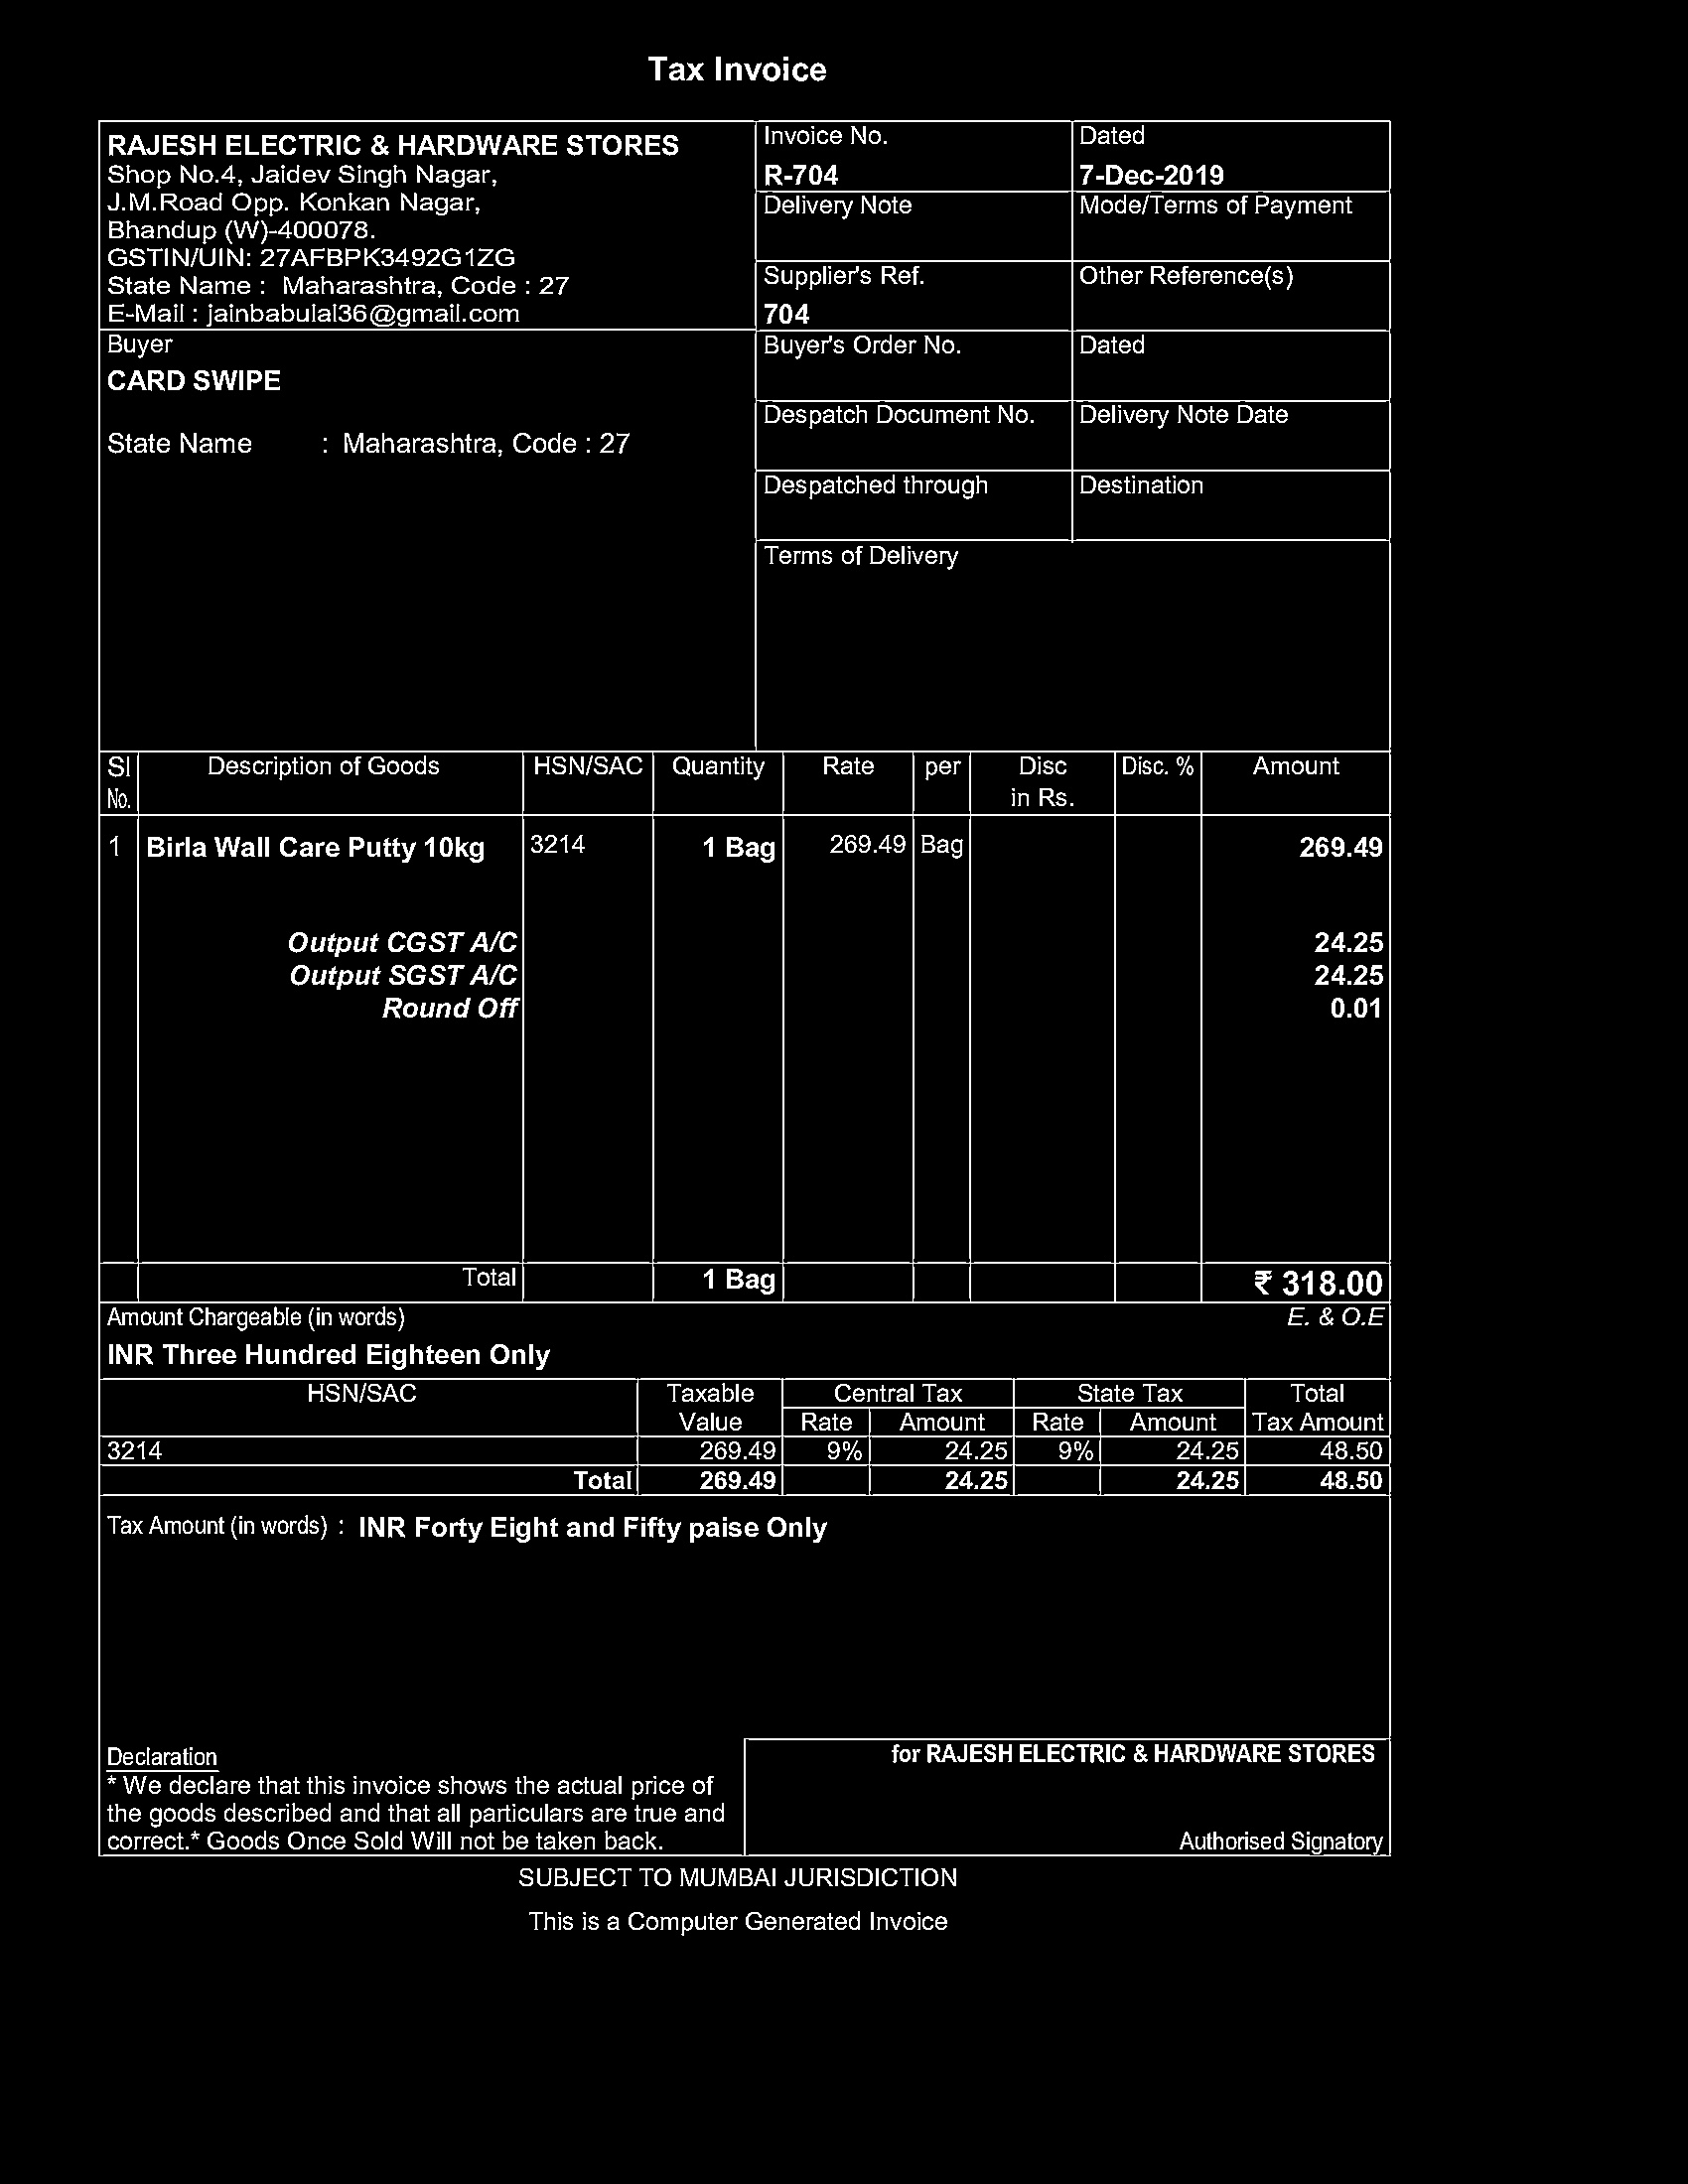 Tax Invoice
RAJESH ELECTRIC & HARDWARE STORES
Shop No.4, Jaidev Singh Nagar,
J.M.Road Opp. Konkan Nagar,
Bhandup (W)-400078.
GSTIN/UIN: 27AFBPK3492G1ZG
State Name : Maharashtra, Code : 27
E-Mail : jainbabulal36@gmail.com
Invoice No. Dated
R-704 7-Dec-2019
Delivery Note Mode/Terms of Payment
Supplier's Ref. Other Reference(s)
704
Buyer
CARD SWIPE
State Name : Maharashtra, Code : 27
Buyer's Order No. Dated
Despatch Document No. Delivery Note Date
Despatched through Destination
Terms of Delivery
Sl Description of Goods HSN/SAC Quantity Rate per Disc Disc. % Amount
No. in Rs.
1 Birla Wall Care Putty 10kg 3214 1 Bag 269.49 Bag 269.49
Output CGST A/C 24.25
Output SGST A/C 24.25
Round Off 0.01
Total 1 Bag ₹ 318.00
Amount Chargeable (in words) E. & O.E
INR Three Hundred Eighteen Only
HSN/SAC Taxable Central Tax State Tax Total
Value Rate Amount Rate Amount Tax Amount
3214 269.49 9% 24.25 9% 24.25 48.50
Total 269.49 24.25 24.25 48.50
Tax Amount (in words) : INR Forty Eight and Fifty paise Only
Declaration
* We declare that this invoice shows the actual price of
the goods described and that all particulars are true and
correct.* Goods Once Sold Will not be taken back.
for RAJESH ELECTRIC & HARDWARE STORES
Authorised Signatory
SUBJECT TO MUMBAI JURISDICTION
This is a Computer Generated Invoice